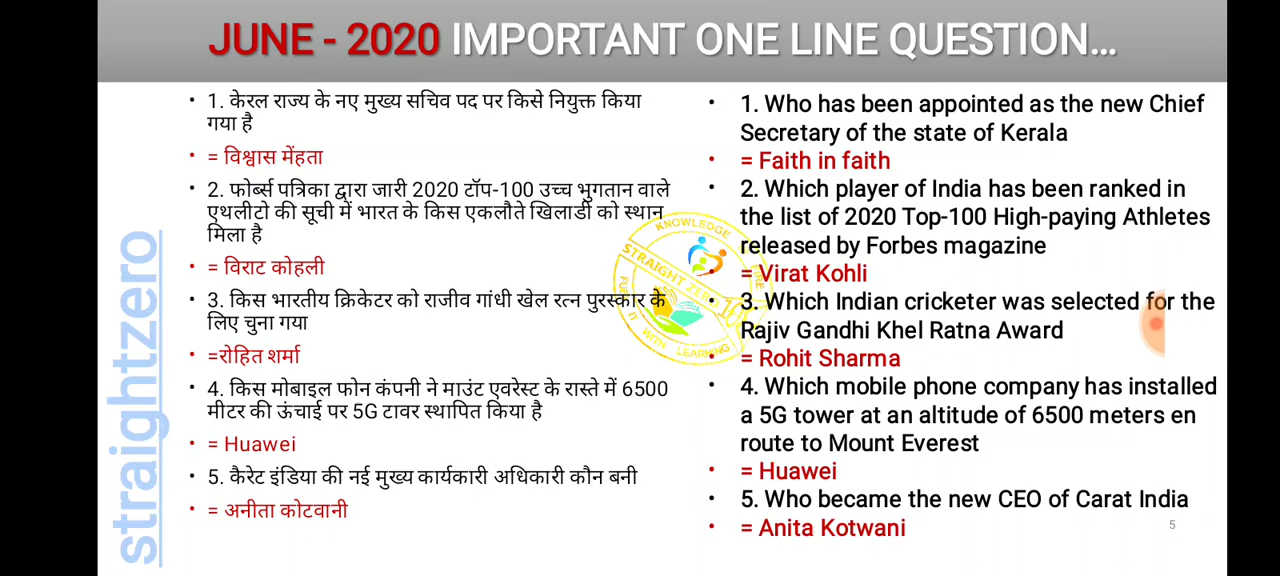 JUNE - 2020 IMPORTANT ONE LINE QUESTION...
• 1. केरल राज्य के नए मुख्य सचिव पद पर किसे नियुक्त किया
गया है
• = विश्वास मेंहता
• 2. फोर्ब्स पत्रिका द्वारा जारी 2020 टॉप-100 उच्च भुगतान वाले
एथलीटो की सूची में भारत के किस एकलौते खिलाडी को स्थान
मिला है
• = विराट कोहली
• 3. किस भारतीय क्रिकेटर को राजीव गांधी खेल रत्न पुरस्कार के
लिए चुना गया
• =रोहित शर्मा
• 4. किस मोबाइल फोन कंपनी ने माउंट एवरेस्ट के रास्ते में 6500
मीटर की ऊंचाई पर 5G टावर स्थापित किया है
• = Huawei
• 5. कैरेट इंडिया की नई मुख्य कार्यकारी अधिकारी कौन बनी
• = अनीता कोटवानी
• 1. Who has been appointed as the new Chief
Secretary of the state of Kerala
• = Faith in faith
• 2. Which player of India has been ranked in
the list of 2020 Top-100 High-paying Athletes
released by Forbes magazine
• = Virat Kohli
• 3. Which Indian cricketer was selected for the
Rajiv Gandhi Khel Ratna Award
• = Rohit Sharma
• 4. Which mobile phone company has installed
a 5G tower at an altitude of 6500 meters en
route to Mount Everest
• = Huawei
• 5. Who became the new CEO of Carat India
• = Anita Kotwani
5
straightzero
KNOWLEDGE
STRAIGHT ZERO
WITH LEARNING